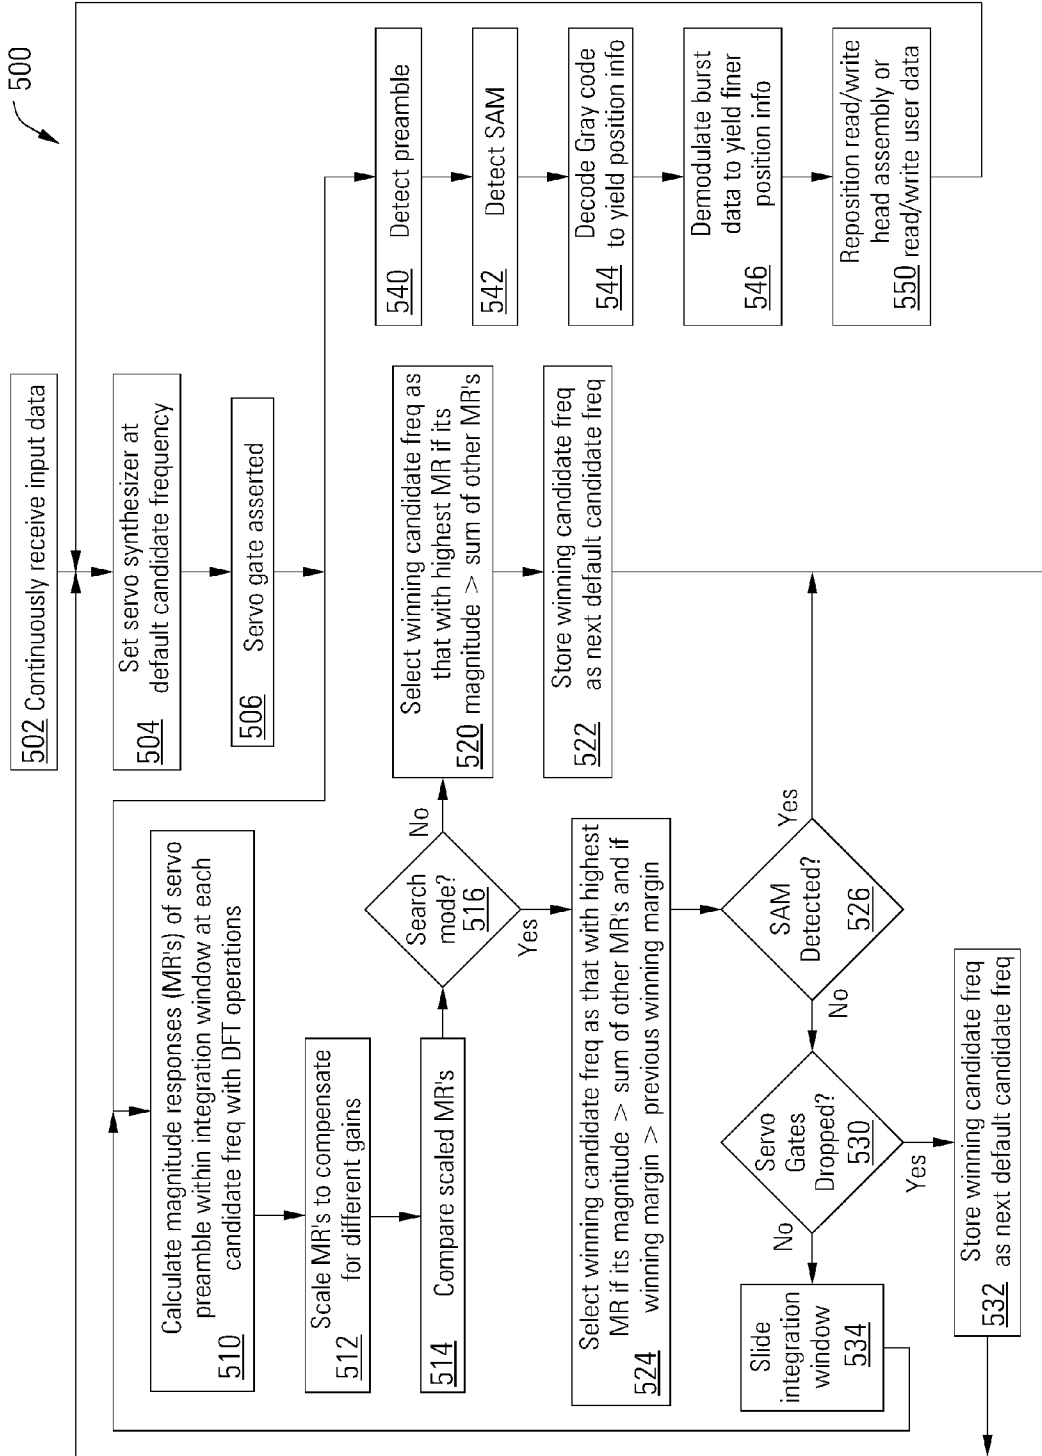 500
502 Continuously receive input data
Set servo synthesizer at
default candidate frequency
504
506 Servo gate asserted
Calculate magnitude responses (MR's) of servo
preamble within integration window at each
candidate freq with DFT operations
510
Scale MR's to compensate
for different gains
512
514 Compare scaled MR's
Search
mode?
516
No
Yes
Select winning candidate freq as
that with highest MR if its
520 magnitude > sum of other MR's
Store winning candidate freq
as next default candidate freq
522
Select winning candidate freq as that with highest
MR if its magnitude > sum of other MR's and if
winning margin > previous winning margin
524
SAM
Detected?
526
Yes
No
Servo
Gates
Dropped?
530
No
Yes
Slide
integration
window
534
Store winning candidate freq
as next default candidate freq
532
540 Detect preamble
542 Detect SAM
Decode Gray code
544 to yield position info
Demodulate burst
data to yield finer
546 position info
Reposition read/write
head assembly or
550 read/write user data